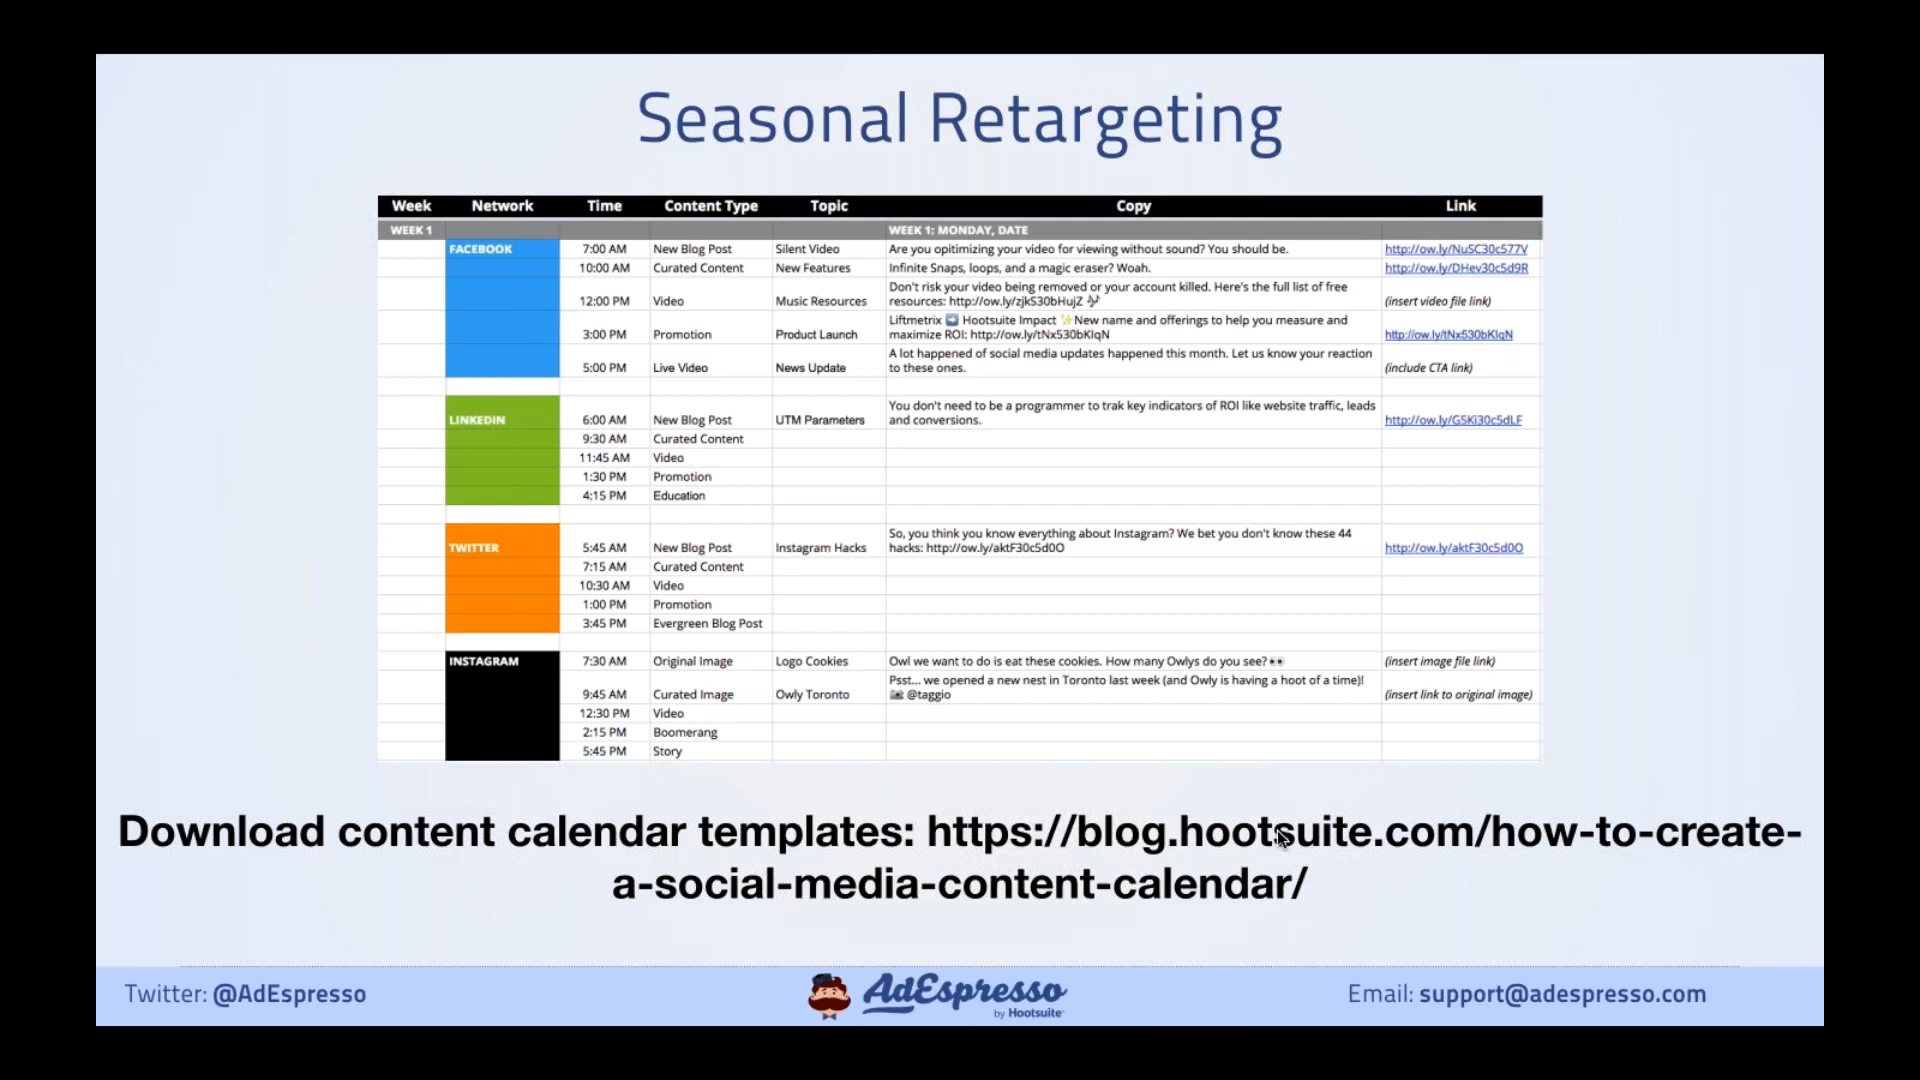 Seasonal Retargeting
Week Network Time Content Type Topic Copy Link
WEEK 1 WEEK 1: MONDAY, DATE
FACEBOOK 7:00 AM New Blog Post Silent Video Are you opitimizing your video for viewing without sound? You should be. http://ow.ly/NuSC30c577V
10:00 AM Curated Content New Features Infinite Snaps, loops, and a magic eraser? Woah. http://ow.ly/DHev30c5d9R
Don't risk your video being removed or your account killed. Here's the full list of free
12:00 PM Video Music Resources resources: http://ow.ly/zjkS30bHujZ 🎶 (insert video file link)
Liftmetrix ➡️ Hootsuite Impact ✨New name and offerings to help you measure and
3:00 PM Promotion Product Launch maximize ROI: http://ow.ly/tNx530bKlqN http://ow.ly/tNx530bKlqN
A lot happened of social media updates happened this month. Let us know your reaction
5:00 PM Live Video News Update to these ones. (include CTA link)
You don't need to be a programmer to trak key indicators of ROI like website traffic, leads
LINKEDIN 6:00 AM New Blog Post UTM Parameters and conversions. http://ow.ly/G5Ki30c5dLF
9:30 AM Curated Content
11:45 AM Video
1:30 PM Promotion
4:15 PM Education
So, you think you know everything about Instagram? We bet you don't know these 44
TWITTER 5:45 AM New Blog Post Instagram Hacks hacks: http://ow.ly/aktF30c5d0O http://ow.ly/aktF30c5d0O
7:15 AM Curated Content
10:30 AM Video
1:00 PM Promotion
3:45 PM Evergreen Blog Post
INSTAGRAM 7:30 AM Original Image Logo Cookies Owl we want to do is eat these cookies. How many Owlys do you see? 👀 (insert image file link)
Psst... we opened a new nest in Toronto last week (and Owly is having a hoot of a time)!
9:45 AM Curated Image Owly Toronto 📷 @taggio (insert link to original image)
12:30 PM Video
2:15 PM Boomerang
5:45 PM Story
Download content calendar templates: https://blog.hootsuite.com/how-to-create-
a-social-media-content-calendar/
Twitter: @AdEspresso AdEspresso Email: support@adespresso.com
by Hootsuite